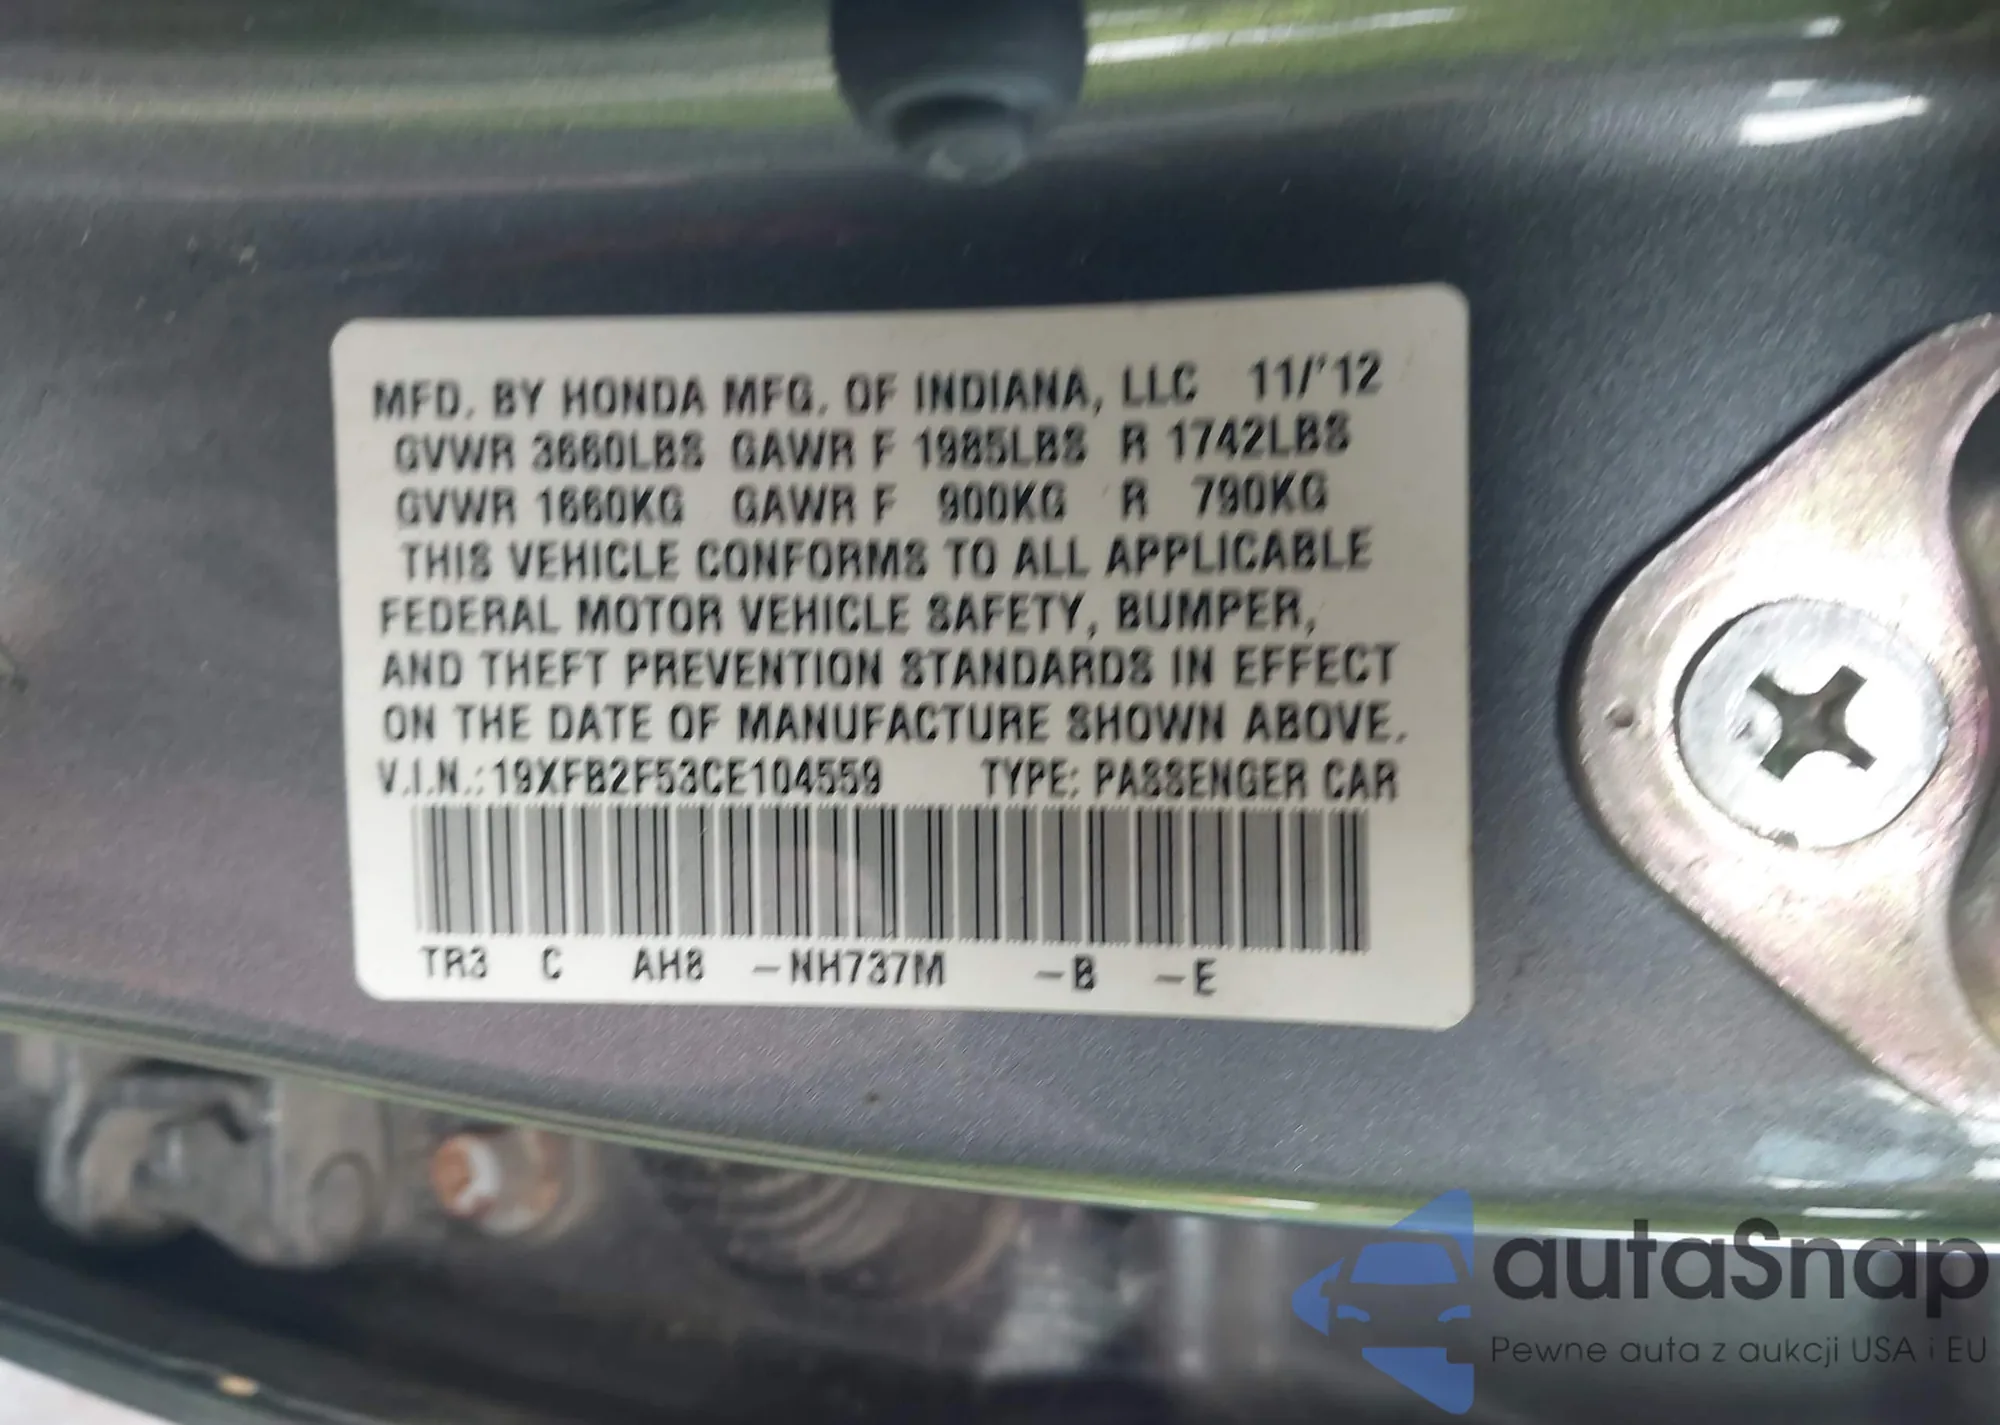 MFD. BY HONDA MFG. OF INDIANA, LLC 11/'12
GVWR 3660LBS GAWR F 1985LBS R 1742LBS
GVWR 1660KG GAWR F 900KG R 790KG
THIS VEHICLE CONFORMS TO ALL APPLICABLE
FEDERAL MOTOR VEHICLE SAFETY, BUMPER,
AND THEFT PREVENTION STANDARDS IN EFFECT
ON THE DATE OF MANUFACTURE SHOWN ABOVE.
V.I.N.: 19XFB2F53CE104559 TYPE: PASSENGER CAR
TR3 C AH8 -NH737M -B -E
autaSnap
Pewne auta z aukcji USA i EU